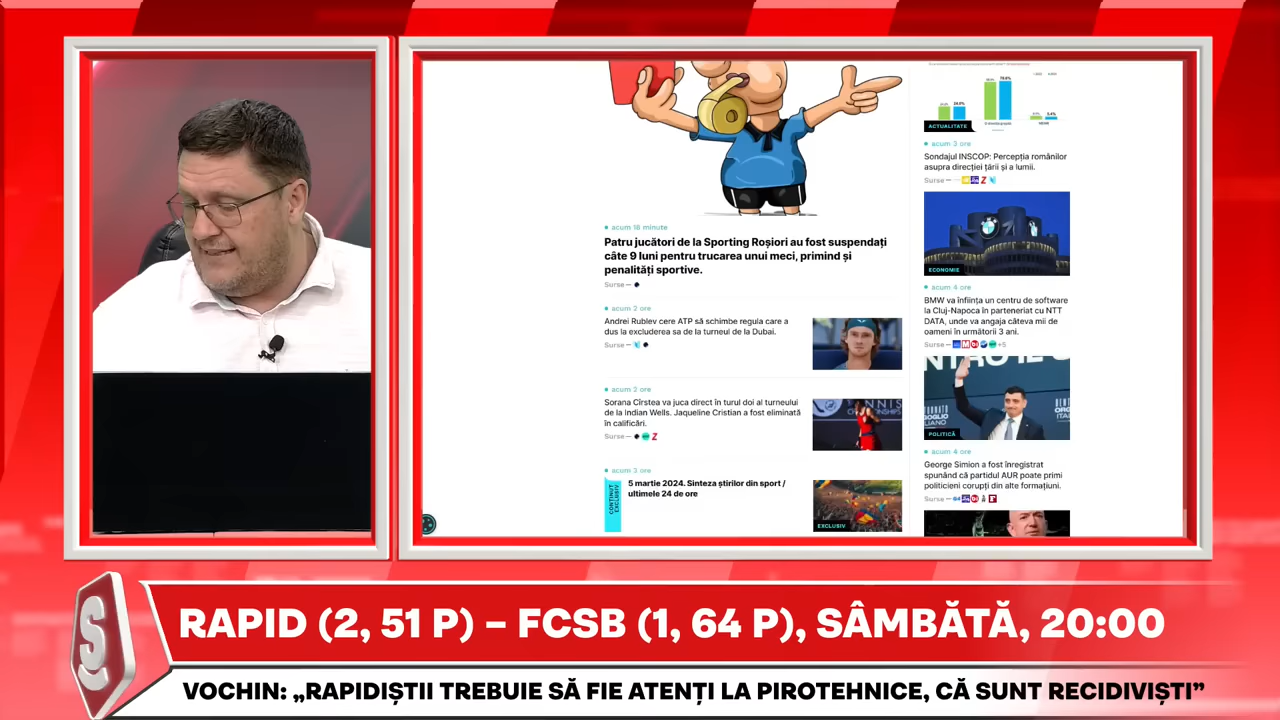 acum 16 minute
Patru jucători de la Sporting Roșiori au fost suspendați
câte 9 luni pentru trucarea unui meci, primind și
penalități sportive.
Surse —
acum 2 ore
Andrei Rublev cere ATP să schimbe regula care a
dus la excluderea sa de la turneul de la Dubai.
Surse —
acum 2 ore
Sorana Cîrstea va juca direct în turul doi al turneului
de la Indian Wells. Jaqueline Cristian a fost eliminată
în calificări.
Surse —
acum 3 ore
CONȚINUT
EXCLUSIV
5 martie 2024. Sinteza știrilor din sport /
ultimele 24 de ore
EXCLUSIV
ACTUALITATE
acum 3 ore
Sondajul INSCOP: Percepția românilor
asupra direcției țării și a lumii.
Surse —
ECONOMIE
acum 4 ore
BMW va înființa un centru de software
la Cluj-Napoca în parteneriat cu NTT
DATA, unde va angaja câteva mii de
oameni în următorii 3 ani.
Surse — +5
POLITICĂ
acum 4 ore
George Simion a fost înregistrat
spunând că partidul AUR poate primi
politicieni corupți din alte formațiuni.
Surse —
S
RAPID (2, 51 P) – FCSB (1, 64 P), SÂMBĂTĂ, 20:00
VOCHIN: „RAPIDIȘTII TREBUIE SĂ FIE ATENȚI LA PIROTEHNICE, CĂ SUNT RECIDIVIȘTI”